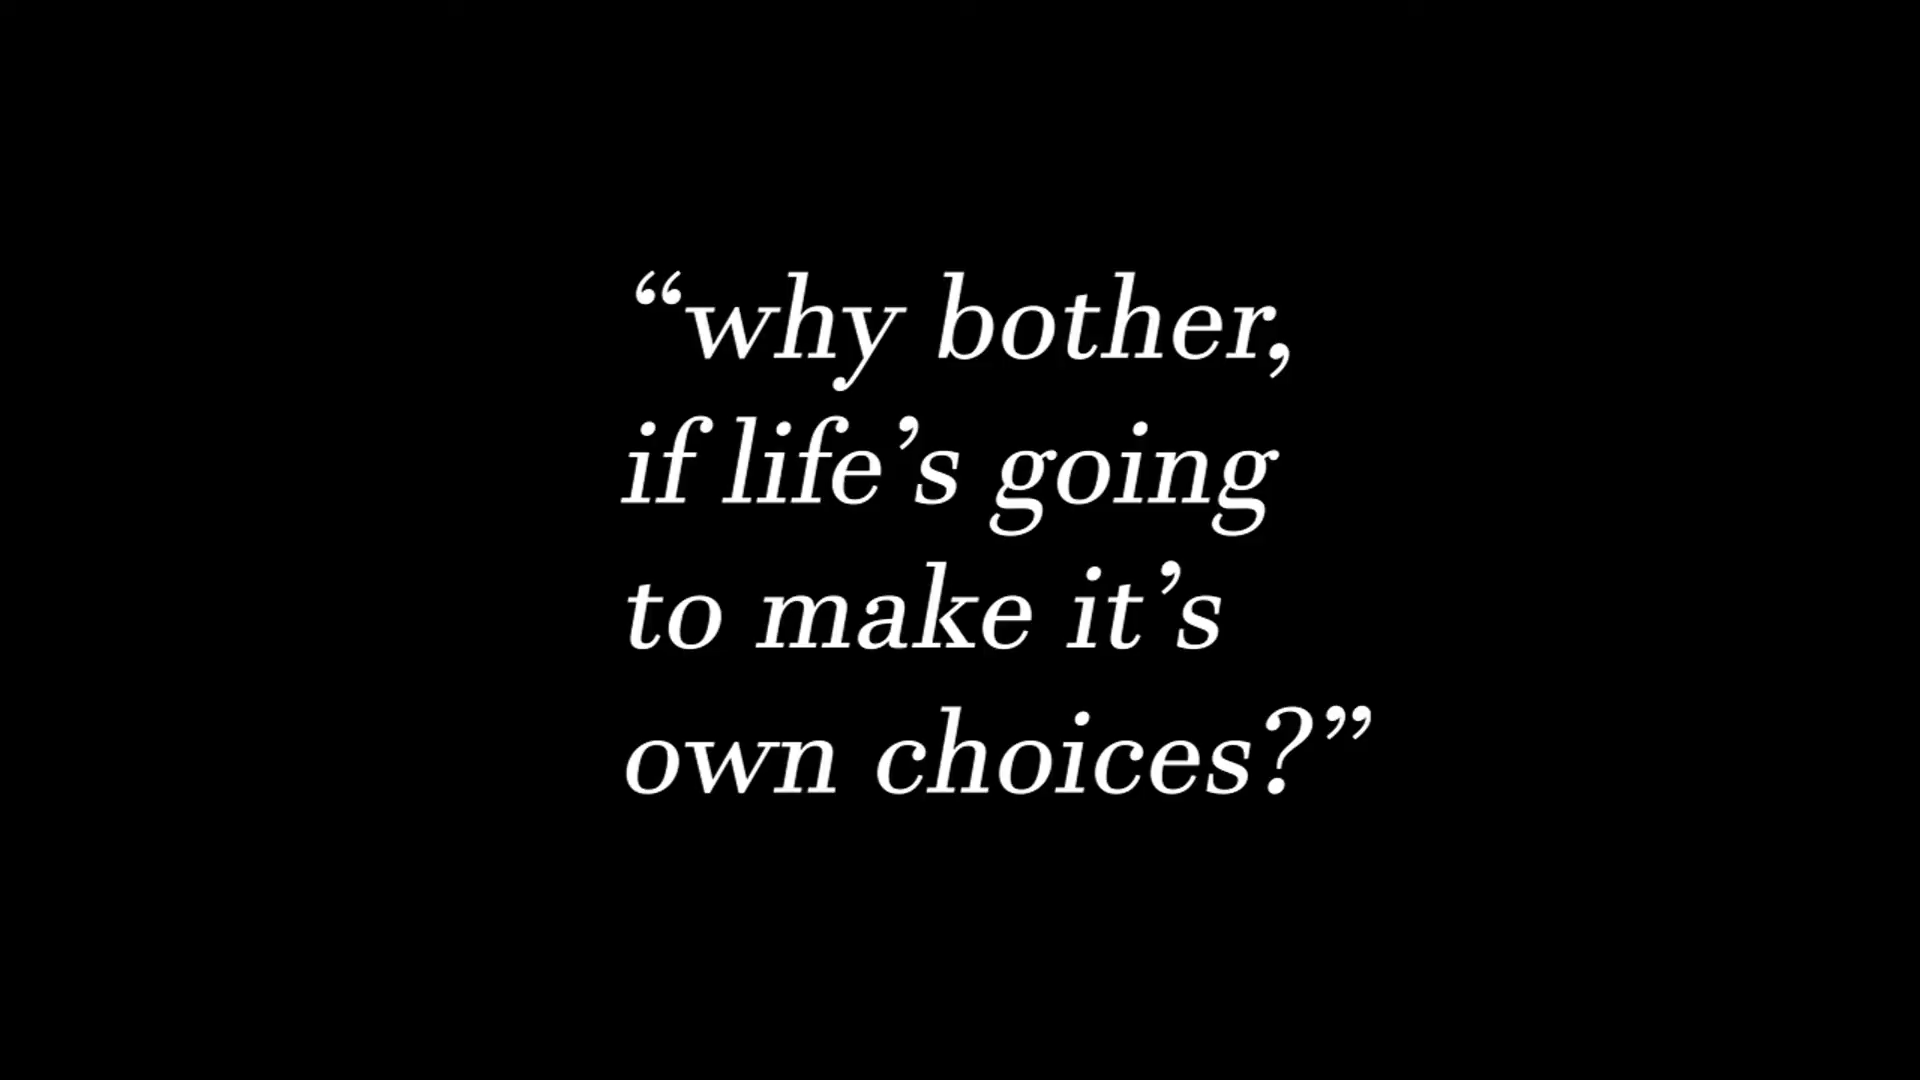 “why bother,
if life’s going
to make it’s
own choices?”